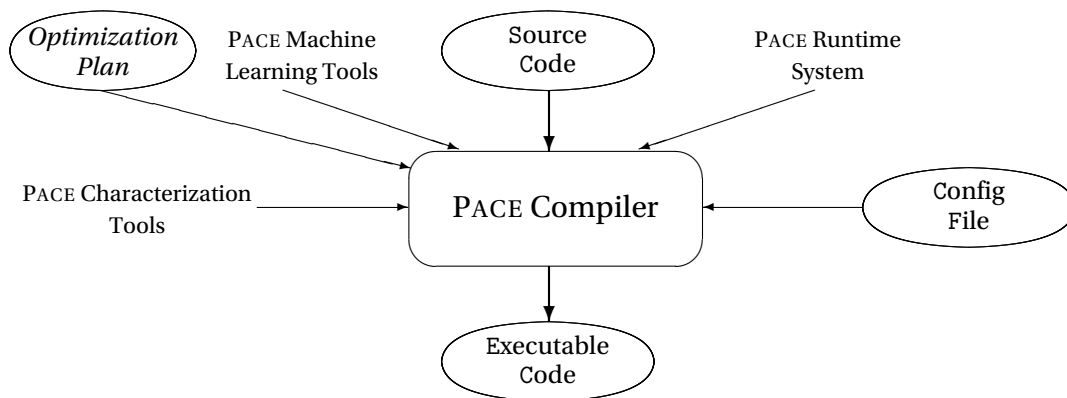 Optimization
Plan
PACE Machine
Learning Tools
Source
Code
PACE Runtime
System
PACE Characterization
Tools
PACE Compiler
Config
File
Executable
Code